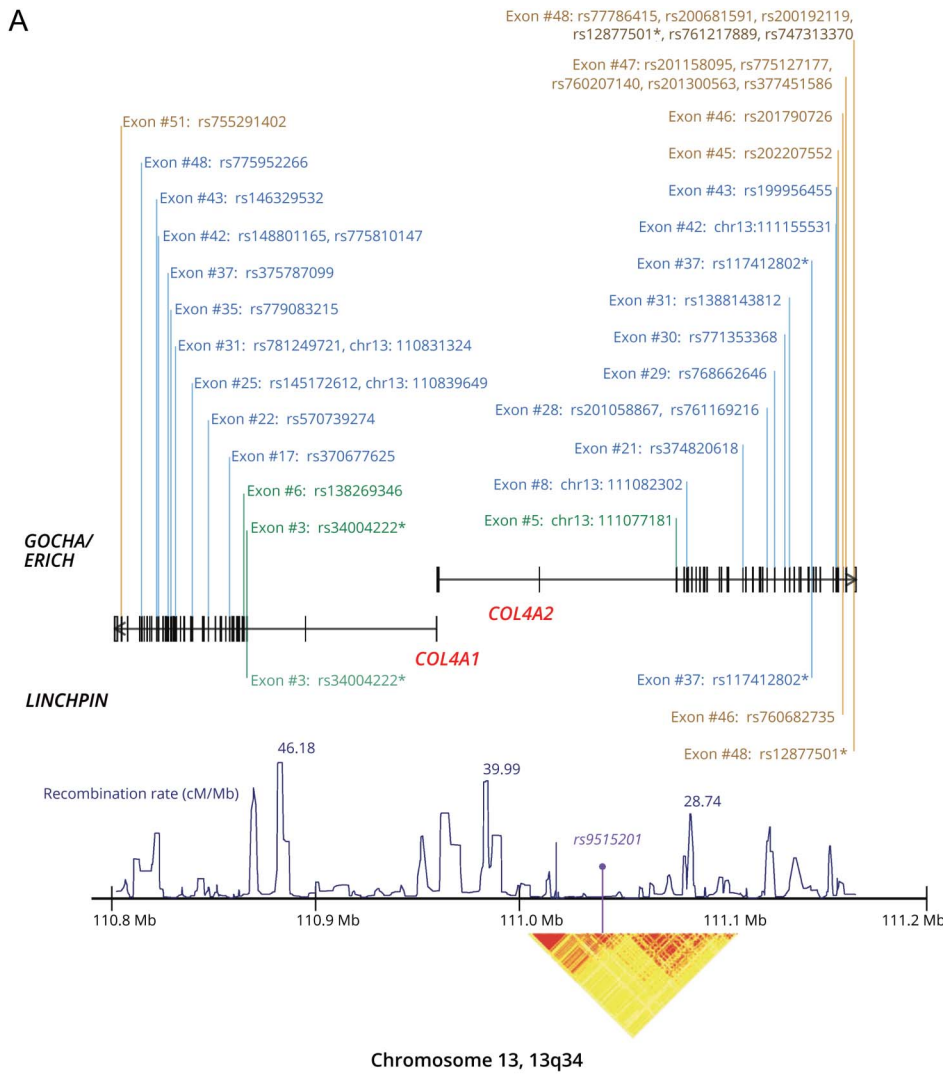 A
Exon #48: rs77786415, rs200681591, rs200192119,
rs12877501*, rs761217889, rs747313370
Exon #47: rs201158095, rs775127177,
rs760207140, rs201300563, rs377451586
Exon #51: rs755291402
Exon #46: rs201790726
Exon #48: rs775952266
Exon #45: rs202207552
Exon #43: rs146329532
Exon #43: rs199956455
Exon #42: rs148801165, rs775810147
Exon #42: chr13:111155531
Exon #37: rs375787099
Exon #37: rs117412802*
Exon #35: rs779083215
Exon #31: rs1388143812
Exon #31: rs781249721, chr13: 110831324
Exon #30: rs771353368
Exon #25: rs145172612, chr13: 110839649
Exon #29: rs768662646
Exon #22: rs570739274
Exon #28: rs201058867, rs761169216
Exon #17: rs370677625
Exon #21: rs374820618
Exon #6: rs138269346
Exon #8: chr13: 111082302
Exon #3: rs34004222*
Exon #5: chr13: 111077181
GOCHA/
ERICH
COL4A2
COL4A1
Exon #3: rs34004222*
Exon #37: rs117412802*
LINCHPIN
Exon #46: rs760682735
Exon #48: rs12877501*
46.18
39.99
28.74
Recombination rate (cM/Mb)
rs9515201
110.8 Mb
110.9 Mb
111.0 Mb
111.1 Mb
111.2 Mb
Chromosome 13, 13q34